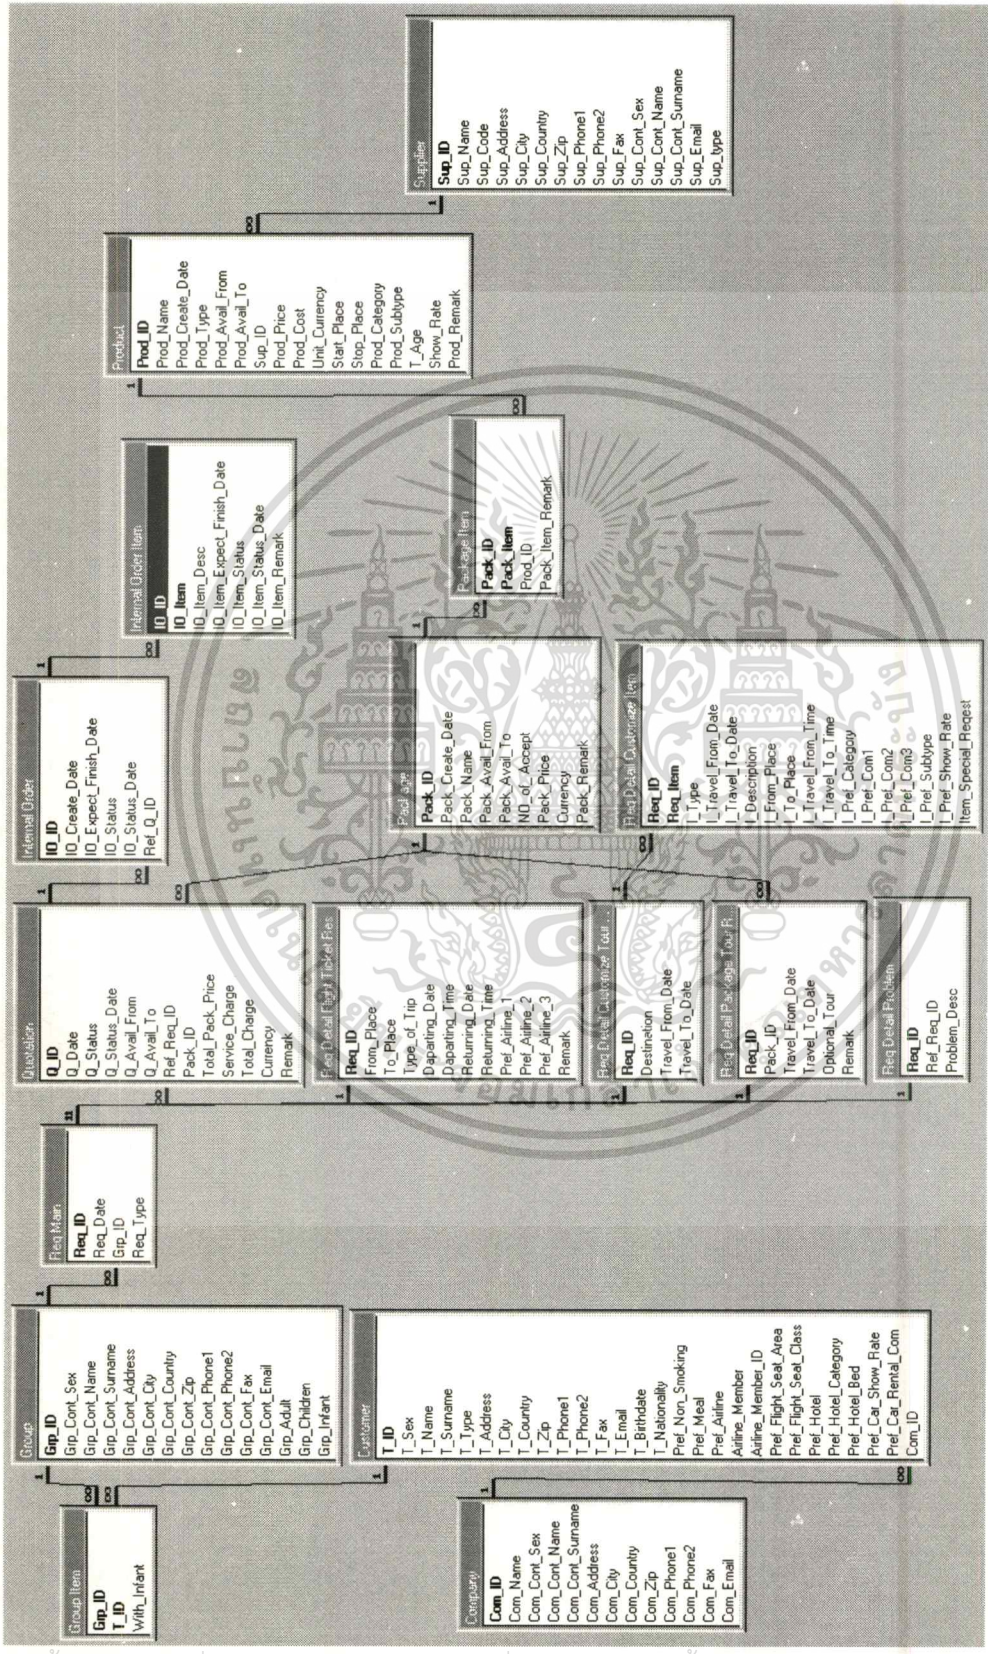 Group Item
Grp_ID
T_ID
With_Infant
Group
Grp_ID
Grp_Cont_Sex
Grp_Cont_Name
Grp_Cont_Surname
Grp_Cont_Address
Grp_Cont_City
Grp_Cont_Country
Grp_Cont_Zip
Grp_Cont_Phone1
Grp_Cont_Phone2
Grp_Cont_Fax
Grp_Cont_Email
Grp_Adult
Grp_Children
Grp_Infant
Company
Com_ID
Com_Name
Com_Cont_Sex
Com_Cont_Name
Com_Cont_Surname
Com_Address
Com_City
Com_Country
Com_Zip
Com_Phone1
Com_Phone2
Com_Fax
Com_Email
Customer
T_ID
T_Sex
T_Name
T_Surname
T_Type
T_Address
T_City
T_Country
T_Zip
T_Phone1
T_Phone2
T_Fax
T_Email
T_Birthdate
T_Nationality
Pref_Non_Smoking
Pref_Meal
Pref_Airline
Airline_Member
Airline_Member_ID
Pref_Flight_Seat_Area
Pref_Flight_Seat_Class
Pref_Hotel
Pref_Hotel_Category
Pref_Hotel_Bed
Pref_Car_Show_Rate
Pref_Car_Rental_Com
Com_ID
Req Main
Req_ID
Req_Date
Grp_ID
Req_Type
Quotation
Q_ID
Q_Date
Q_Status
Q_Status_Date
Q_Avail_From
Q_Avail_To
Ref_Req_ID
Pack_ID
Total_Pack_Price
Service_Charge
Total_Charge
Currency
Remark
Req Detail Flight Ticket Res
Req_ID
From_Place
To_Place
Type_of_Trip
Daparting_Date
Daparting_Time
Returning_Date
Returning_Time
Pref_Airline_1
Pref_Airline_2
Pref_Airline_3
Remark
Req Detail Customize Tour ...
Req_ID
Destination
Travel_From_Date
Travel_To_Date
Req Detail Package Tour R...
Req_ID
Pack_ID
Travel_From_Date
Travel_To_Date
Optional_Tour
Remark
Req Detail Problem
Req_ID
Ref_Req_ID
Problem_Desc
Internal Order
IO_ID
IO_Create_Date
IO_Expect_Finish_Date
IO_Status
IO_Status_Date
Ref_Q_ID
Internal Order Item
IO_ID
IO_Item
IO_Item_Desc
IO_Item_Expect_Finish_Date
IO_Item_Status
IO_Item_Status_Date
IO_Item_Remark
Package
Pack_ID
Pack_Create_Date
Pack_Name
Pack_Avail_From
Pack_Avail_To
NO_of_Accept
Pack_Price
Currency
Pack_Remark
Req Detail Customize Item
Req_ID
Req_Item
I_Type
I_Travel_From_Date
I_Travel_To_Date
I_Description
I_From_Place
I_To_Place
I_Travel_From_Time
I_Travel_To_Time
I_Pref_Category
I_Pref_Com1
I_Pref_Com2
I_Pref_Com3
I_Pref_Subtype
I_Pref_Show_Rate
Item_Special_Reqest
Package Item
Pack_ID
Pack_Item
Prod_ID
Pack_Item_Remark
Product
Prod_ID
Prod_Name
Prod_Create_Date
Prod_Type
Prod_Avail_From
Prod_Avail_To
Sup_ID
Prod_Price
Prod_Cost
Unit_Currency
Start_Place
Stop_Place
Prod_Category
Prod_Subtype
T_Age
Show_Rate
Prod_Remark
Supplier
Sup_ID
Sup_Name
Sup_Code
Sup_Address
Sup_City
Sup_Country
Sup_Zip
Sup_Phone1
Sup_Phone2
Sup_Fax
Sup_Cont_Sex
Sup_Cont_Name
Sup_Cont_Surname
Sup_Email
Sup_type